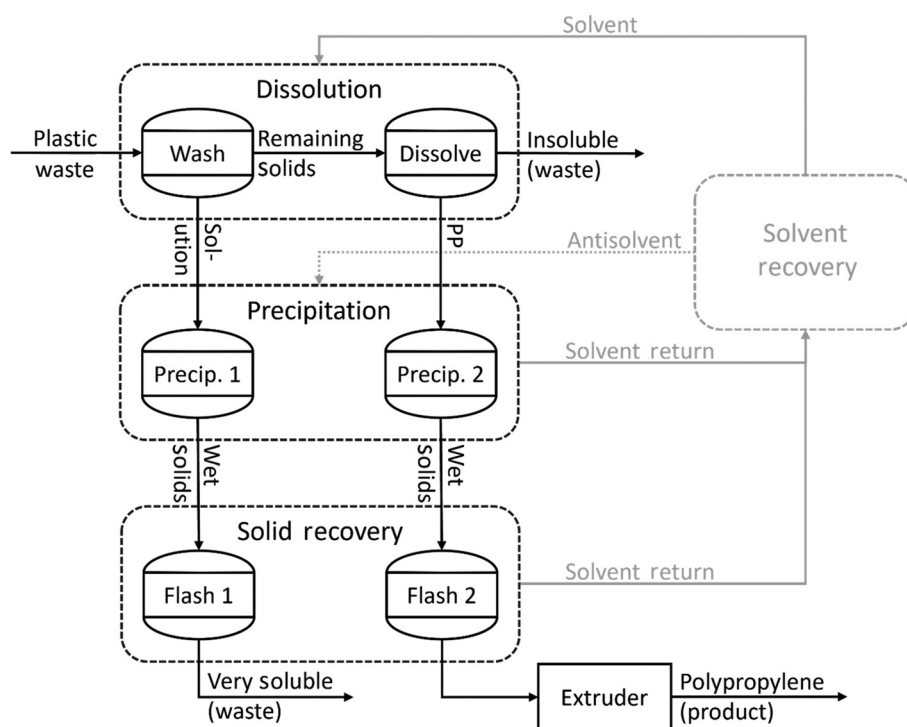 Solvent
Dissolution
Plastic
waste
Wash
Remaining
Solids
Dissolve
Insoluble
(waste)
Sol-
ution
PP
Antisolvent
Solvent
recovery
Precipitation
Precip. 1
Precip. 2
Solvent return
Wet
solids
Wet
solids
Solid recovery
Flash 1
Flash 2
Solvent return
Very soluble
(waste)
Extruder
Polypropylene
(product)